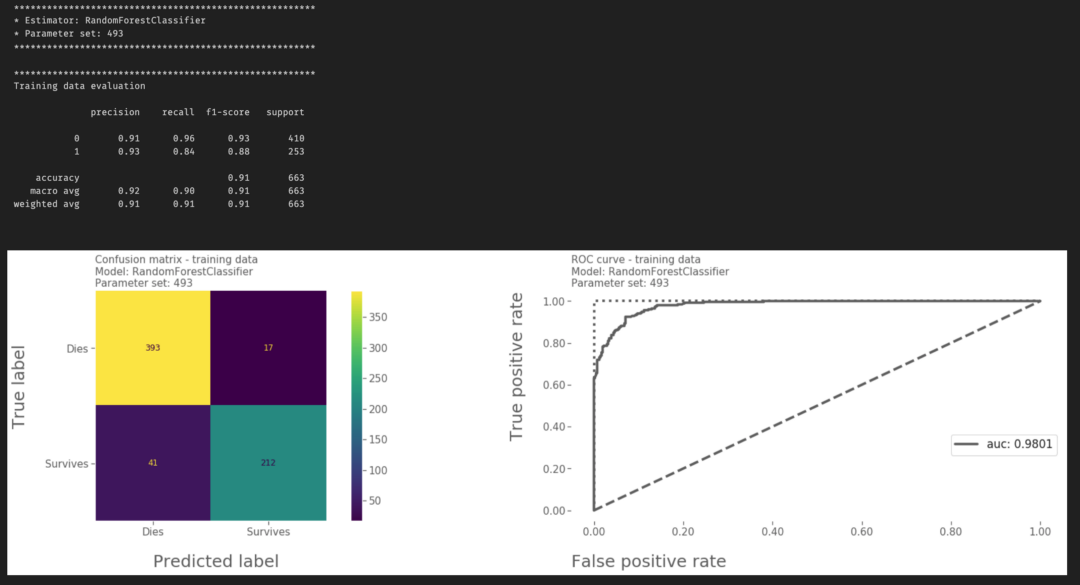 *******************************************************
* Estimator: RandomForestClassifier
* Parameter set: 493
*******************************************************
*******************************************************
Training data evaluation
precision recall f1-score support
0 0.91 0.96 0.93 410
1 0.93 0.84 0.88 253
accuracy 0.91 663
macro avg 0.92 0.90 0.91 663
weighted avg 0.91 0.91 0.91 663
Confusion matrix - training data
Model: RandomForestClassifier
Parameter set: 493
True label
Dies
Survives
393 17
41 212
Dies Survives
Predicted label
350
300
250
200
150
100
50
ROC curve - training data
Model: RandomForestClassifier
Parameter set: 493
True positive rate
1.00
0.80
0.60
0.40
0.20
0.00
auc: 0.9801
0.00 0.20 0.40 0.60 0.80 1.00
False positive rate